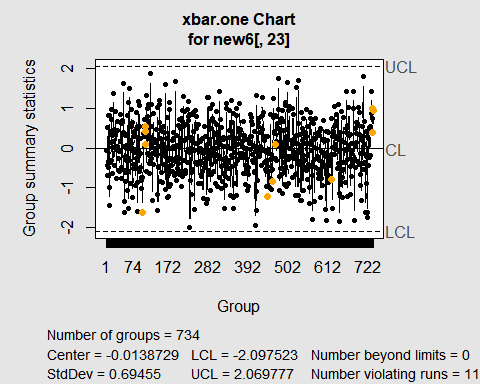 xbar.one Chart
for new6[, 23]
Group summary statistics
2
1
0
-1
-2
UCL
CL
LCL
1 74 172 282 392 502 612 722
Group
Number of groups = 734
Center = -0.0138729 LCL = -2.097523 Number beyond limits = 0
StdDev = 0.69455 UCL = 2.069777 Number violating runs = 11